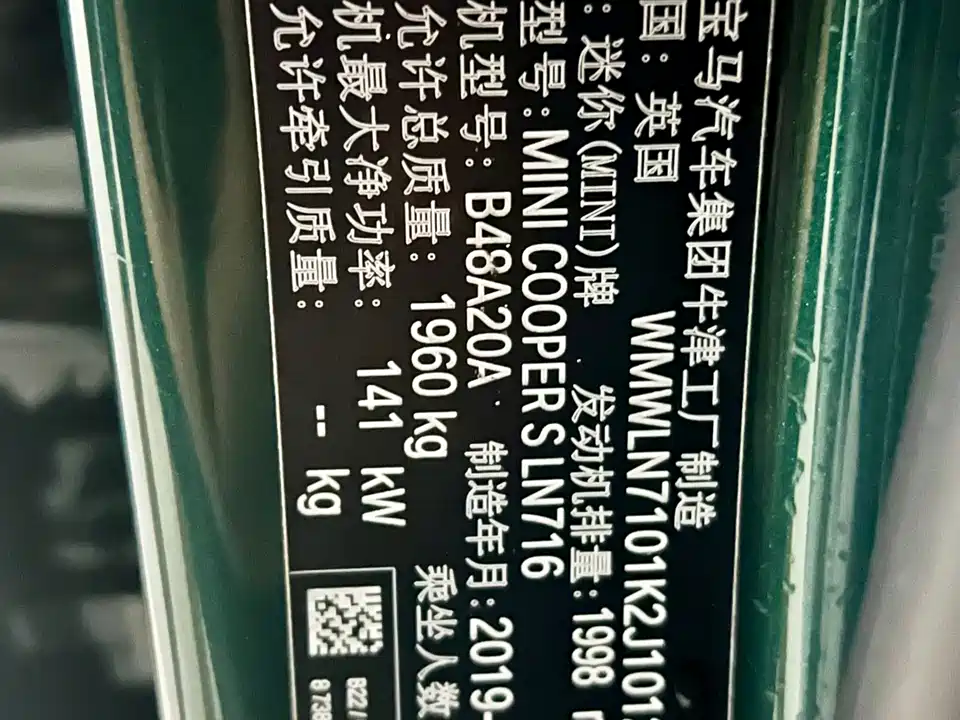 宝马汽车集团牛津工厂制造
国: 英国 WMWLN7101K2J101
: 迷你(MINI)牌 发动机排量:1998
型号:MINI COOPER S LN716
机型号: B48A20A 制造年月:2019-
允许总质量: 1960 kg 乘坐人数
机最大净功率: 141 kW
允许牵引质量: -- kg
B22 /
B 73B